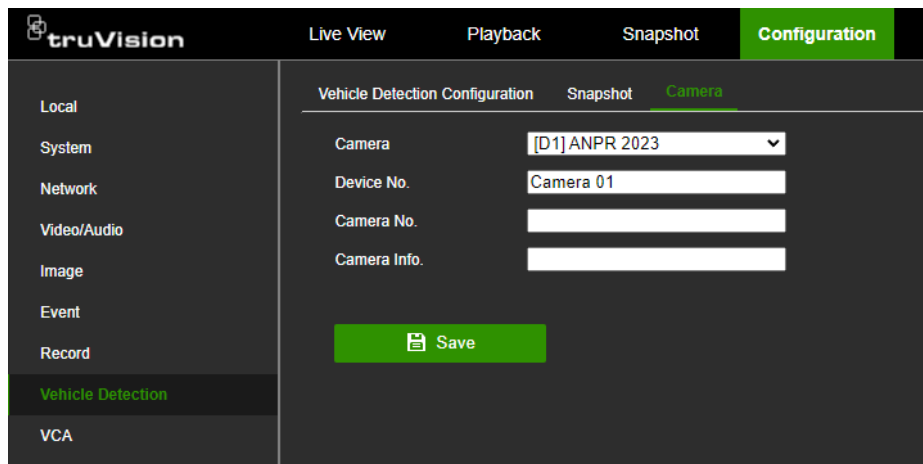 truVision
Live View Playback Snapshot Configuration
Local
System
Network
Video/Audio
Image
Event
Record
Vehicle Detection
VCA
Vehicle Detection Configuration Snapshot Camera
Camera [D1] ANPR 2023
Device No. Camera 01
Camera No.
Camera Info.
Save